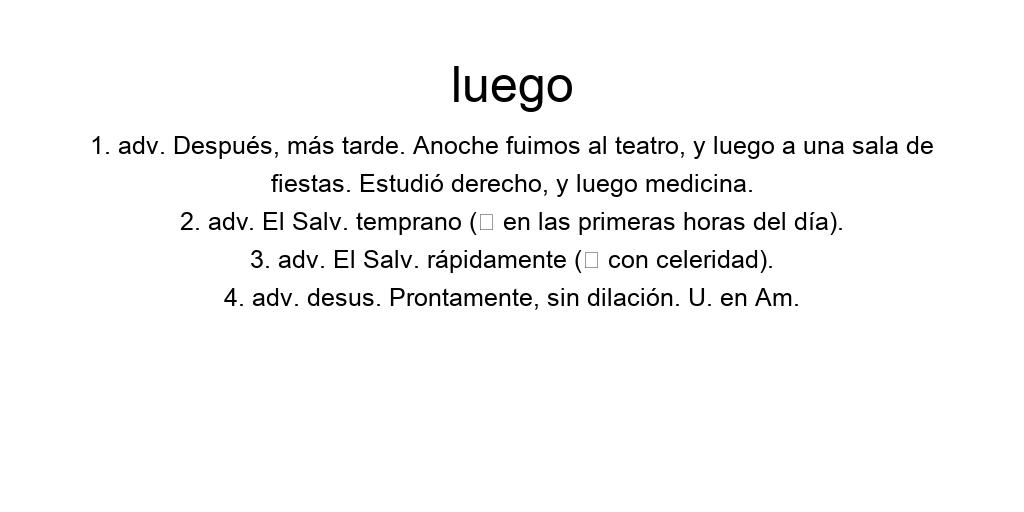 luego
1. adv. Después, más tarde. Anoche fuimos al teatro, y luego a una sala de
fiestas. Estudió derecho, y luego medicina.
2. adv. El Salv. temprano (□ en las primeras horas del día).
3. adv. El Salv. rápidamente (□ con celeridad).
4. adv. desus. Prontamente, sin dilación. U. en Am.